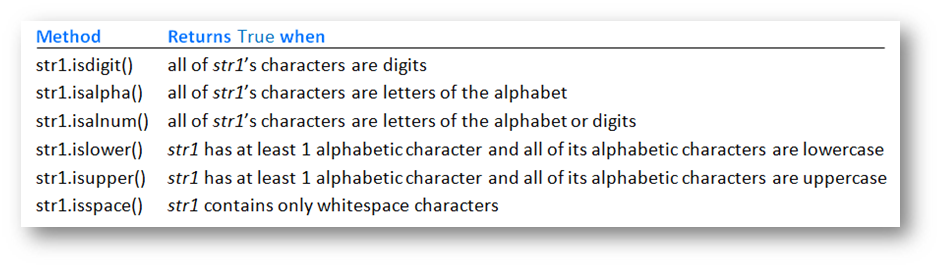 Method Returns True when
str1.isdigit() all of str1's characters are digits
str1.isalpha() all of str1's characters are letters of the alphabet
str1.isalnum() all of str1's characters are letters of the alphabet or digits
str1.islower() str1 has at least 1 alphabetic character and all of its alphabetic characters are lowercase
str1.isupper() str1 has at least 1 alphabetic character and all of its alphabetic characters are uppercase
str1.isspace() str1 contains only whitespace characters